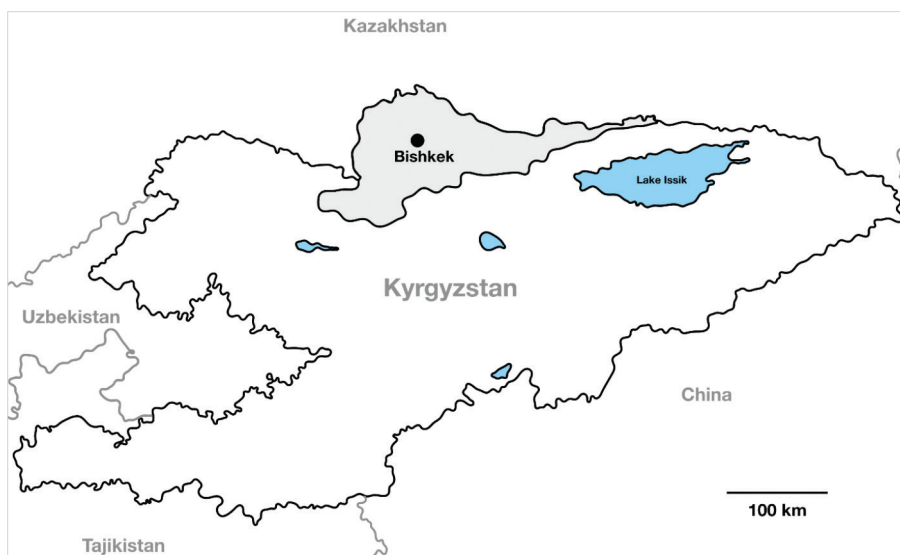 Kazakhstan
Bishkek
Lake Issik
Kyrgyzstan
Uzbekistan
China
100 km
Tajikistan